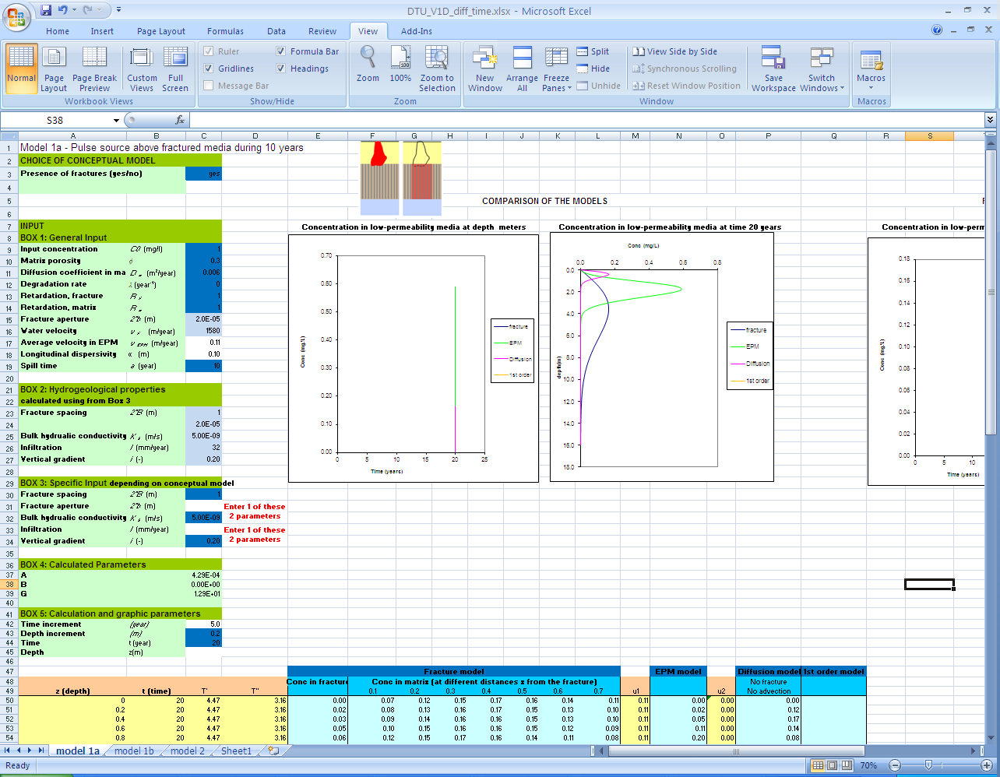 DTU_V1D_diff_time.xlsx - Microsoft Excel
Home Insert Page Layout Formulas Data Review View Add-Ins
Normal Page Layout Page Break Preview Custom Views Full Screen
Workbook Views
Ruler Formula Bar
Gridlines Headings
Message Bar
Show/Hide
Zoom 100% Zoom to Selection
Zoom
New Window Arrange All Freeze Panes
Split
Hide
Unhide
View Side by Side
Synchronous Scrolling
Reset Window Position
Window
Save Workspace Switch Windows
Macros
Macros
S38 fx
A B C D E F G H I J K L M N O P Q R S
1 Model 1a - Pulse source above fractured media during 10 years
2 CHOICE OF CONCEPTUAL MODEL
3 Presence of fractures (yes/no) yes
4
5 COMPARISON OF THE MODELS
6
7 INPUT
8 BOX 1: General Input
9 Input concentration C0 (mg/l) 1
10 Matrix porosity ϕ 0.3
11 Diffusion coefficient in ma (m²/year) 0.006
12 Degradation rate λ (year⁻¹) 0
13 Retardation, fracture 1
14 Retardation, matrix 1
15 Fracture aperture 2b (m) 2.0E-05
16 Water velocity (m/year) 1580
17 Average velocity in EPM v EPM (m/year) 0.11
18 Longitudinal dispersivity α (m) 0.10
19 Spill time a (year) 10
20
21 BOX 2: Hydrogeological properties
22 calculated using from Box 3
23 Fracture spacing 2B (m) 1
24 2.0E-05
25 Bulk hydrualic conductivity (m/s) 5.00E-09
26 Infiltration I (mm/year) 32
27 Vertical gradient i (-) 0.20
28
29 BOX 3: Specific Input depending on conceptual model
30 Fracture spacing 2B (m) 1
31 Fracture aperture 2b (m) Enter 1 of these
32 Bulk hydrualic conductivity (m/s) 5.00E-09 2 parameters
33 Infiltration I (mm/year) Enter 1 of these
34 Vertical gradient i (-) 0.20 2 parameters
35
36 BOX 4: Calculated Parameters
37 A 4.29E-04
38 B 0.00E+00
39 G 1.29E+01
40
41 BOX 5: Calculation and graphic parameters
42 Time increment (year) 5.0
43 Depth increment (m) 0.2
44 Time t (year) 20
45 Depth z(m)
46
Concentration in low-permeability media at depth meters
0.70
0.60
0.50
0.40
0.30
0.20
0.10
0.00
0 5 10 15 20 25
Conc (mg/L)
Time (years)
fracture
EPM
Diffusion
1st order
Concentration in low-permeability media at time 20 years
Conc (mg/L)
0.0 0.2 0.4 0.6 0.8
0.0
2.0
4.0
6.0
8.0
10.0
12.0
14.0
16.0
18.0
depth(m)
fracture
EPM
Diffusion
1st order
Concentration in low-perm
0.18
0.16
0.14
0.12
0.10
0.08
0.06
0.04
0.02
0.00
0 5 10
Conc (mg/L)
Time (years)
47 Fracture model EPM model Diffusion model 1st order model
48 Conc in fracture Conc in matrix (at different distances x from the fracture) No fracture
49 z (depth) t (time) T' T'' 0.1 0.2 0.3 0.4 0.5 0.6 0.7 u1 u2 No advection
50 0 20 4.47 3.16 0.00 0.07 0.12 0.15 0.17 0.16 0.14 0.11 0.11 0.00 0.00 0.00
51 0.2 20 4.47 3.16 0.02 0.08 0.13 0.16 0.17 0.15 0.13 0.10 0.11 0.02 0.00 0.12
52 0.4 20 4.47 3.16 0.03 0.09 0.14 0.16 0.16 0.15 0.13 0.10 0.11 0.05 0.00 0.17
53 0.6 20 4.47 3.16 0.05 0.10 0.15 0.16 0.16 0.15 0.12 0.09 0.11 0.11 0.00 0.14
54 0.8 20 4.47 3.16 0.06 0.12 0.15 0.17 0.16 0.14 0.11 0.08 0.11 0.20 0.00 0.08
model 1a model 1b model 2 Sheet1
Ready 70%